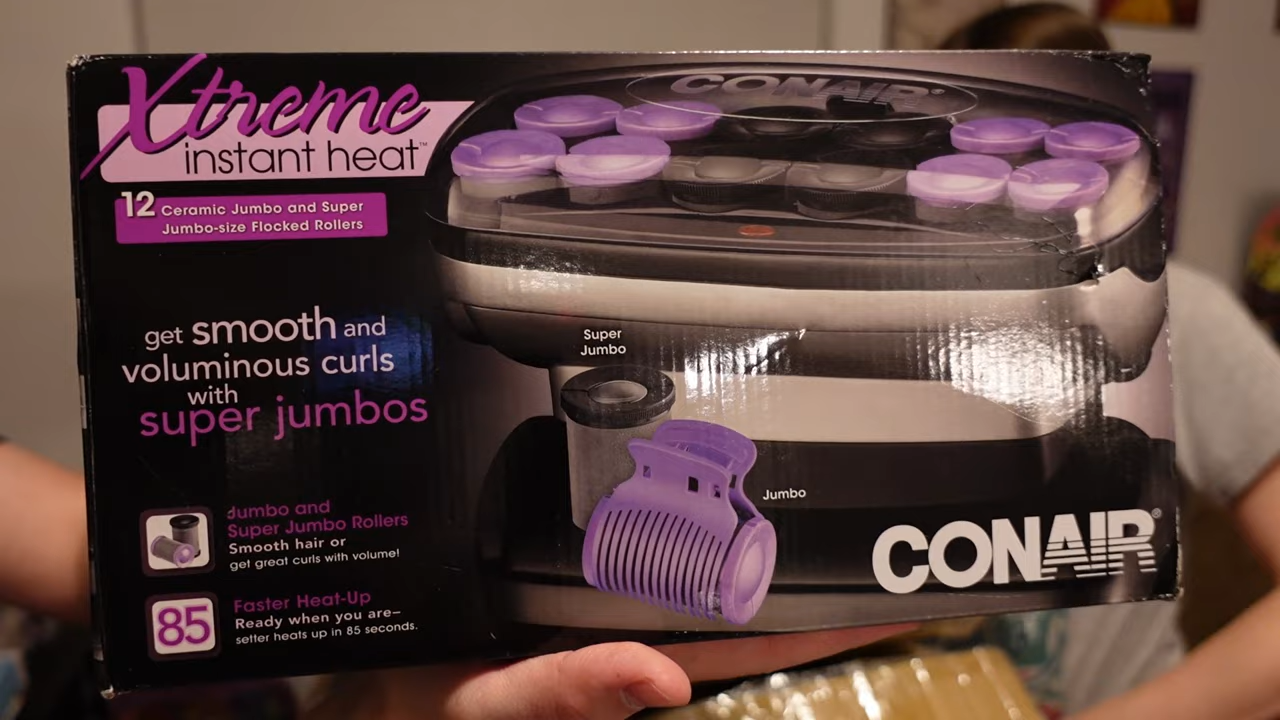 Xtreme
instant heat™
12 Ceramic Jumbo and Super
Jumbo-size Flocked Rollers
get smooth and
voluminous curls
with
super jumbos
Jumbo and
Super Jumbo Rollers
Smooth hair or
get great curls with volume!
85
Faster Heat-Up
Ready when you are–
setter heats up in 85 seconds.
CONAIR®
Super
Jumbo
Jumbo
CONAIR®